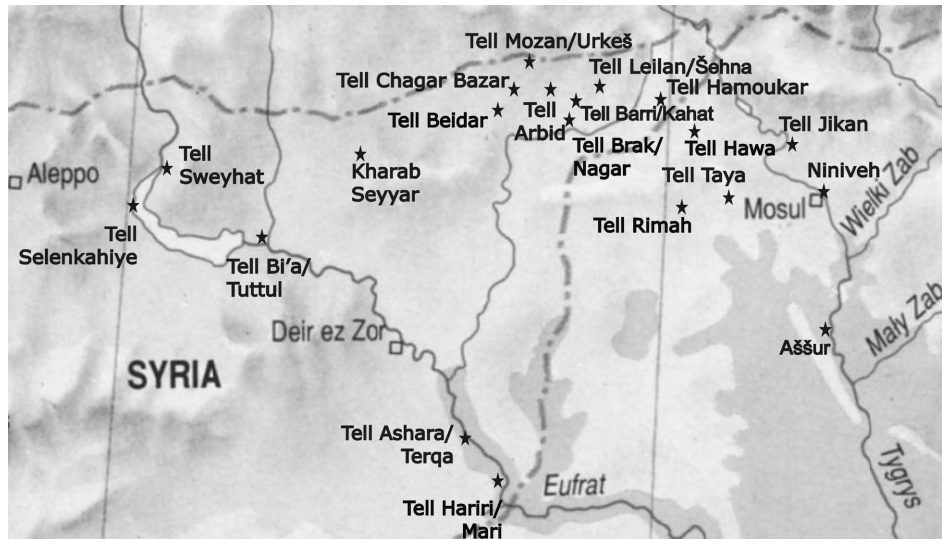 Tell Mozan/Urkeš
Tell Leilan/Šehna
Tell Chagar Bazar
Tell Hamoukar
Tell Beidar
Tell
Arbid
Tell Barri/Kahat
Tell Brak/
Nagar
Tell Hawa
Tell Jikan
Tell
Sweyhat
Aleppo
Kharab
Seyyar
Tell Taya
Niniveh
Mosul
Wielki Zab
Tell Rimah
Tell
Selenkahiye
Tell Bi’a/
Tuttul
Deir ez Zor
Mały Zab
Aššur
SYRIA
Tell Ashara/
Terqa
Tygrys
Eufrat
Tell Hariri/
Mari